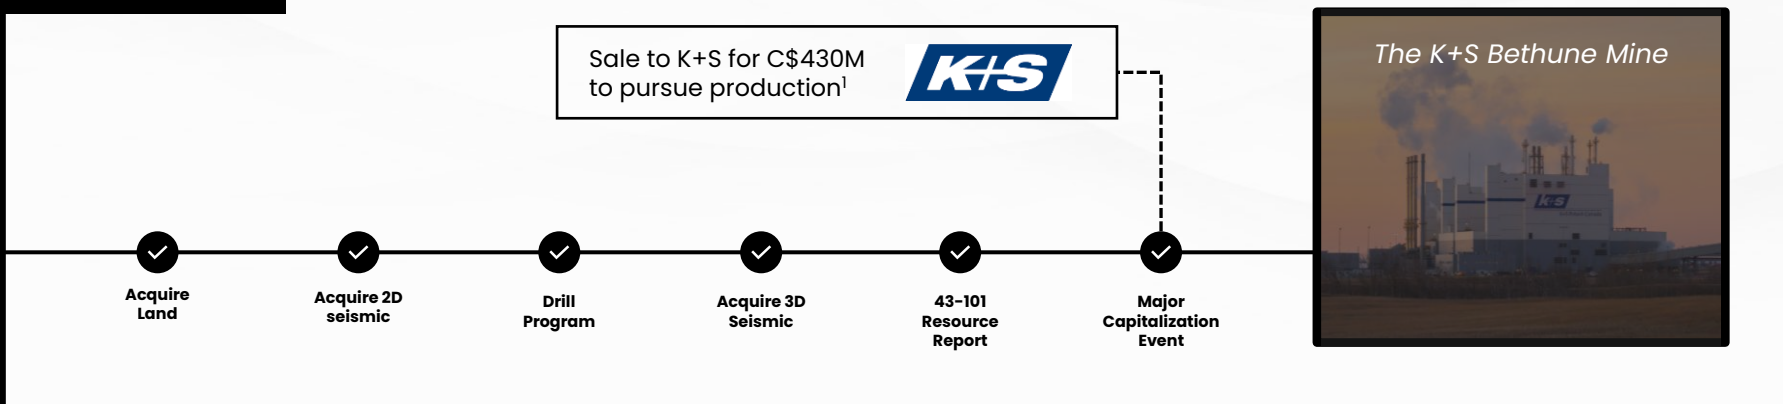 Sale to K+S for C$430M
to pursue production¹
K+S
The K+S Bethune Mine
K+S
Acquire
Land
Acquire 2D
seismic
Drill
Program
Acquire 3D
Seismic
43-101
Resource
Report
Major
Capitalization
Event